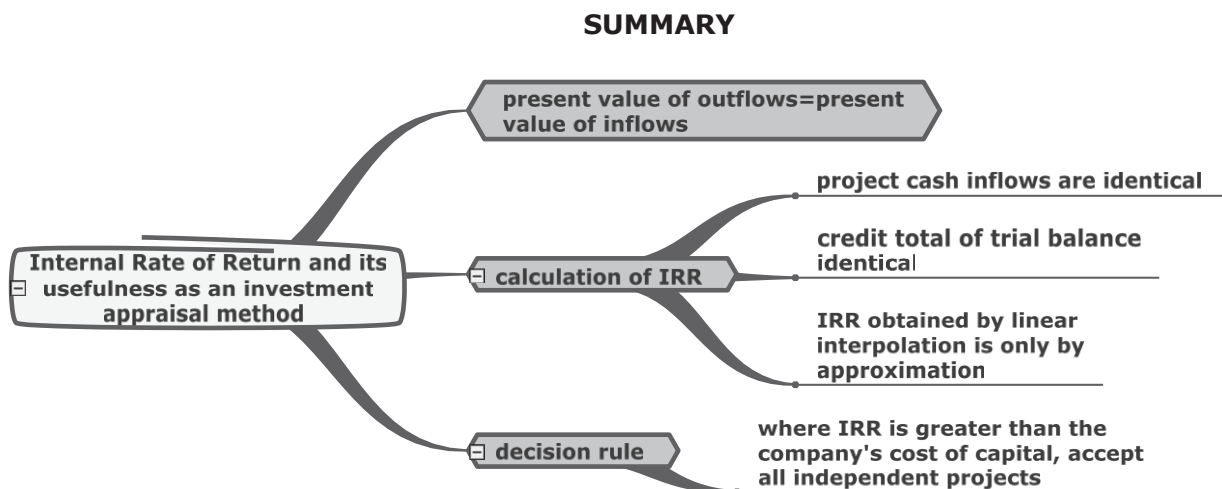 SUMMARY
present value of outflows=present
value of inflows
project cash inflows are identical
credit total of trial balance
identical
Internal Rate of Return and its
usefulness as an investment
appraisal method
calculation of IRR
IRR obtained by linear
interpolation is only by
approximation
decision rule
where IRR is greater than the
company's cost of capital, accept
all independent projects